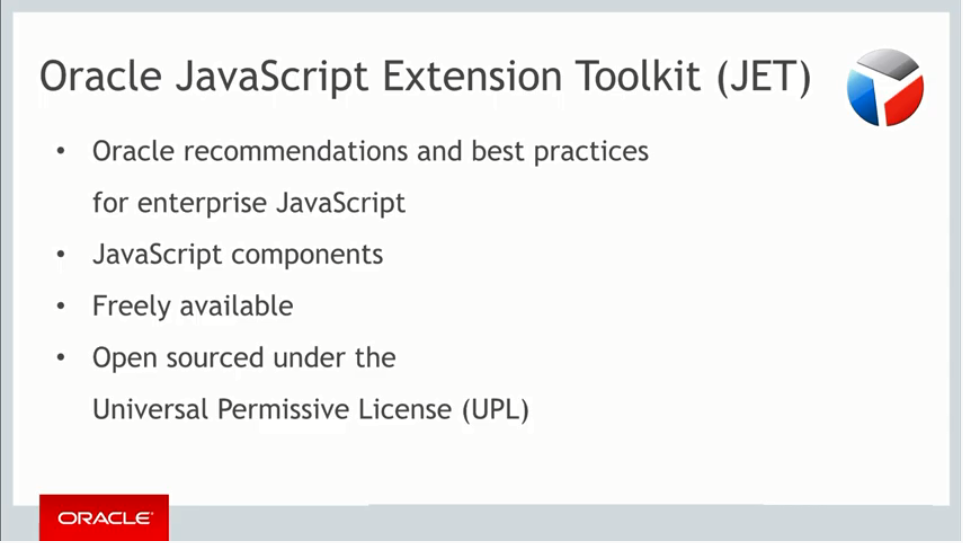 Oracle JavaScript Extension Toolkit (JET)
• Oracle recommendations and best practices
for enterprise JavaScript
• JavaScript components
• Freely available
• Open sourced under the
Universal Permissive License (UPL)
ORACLE